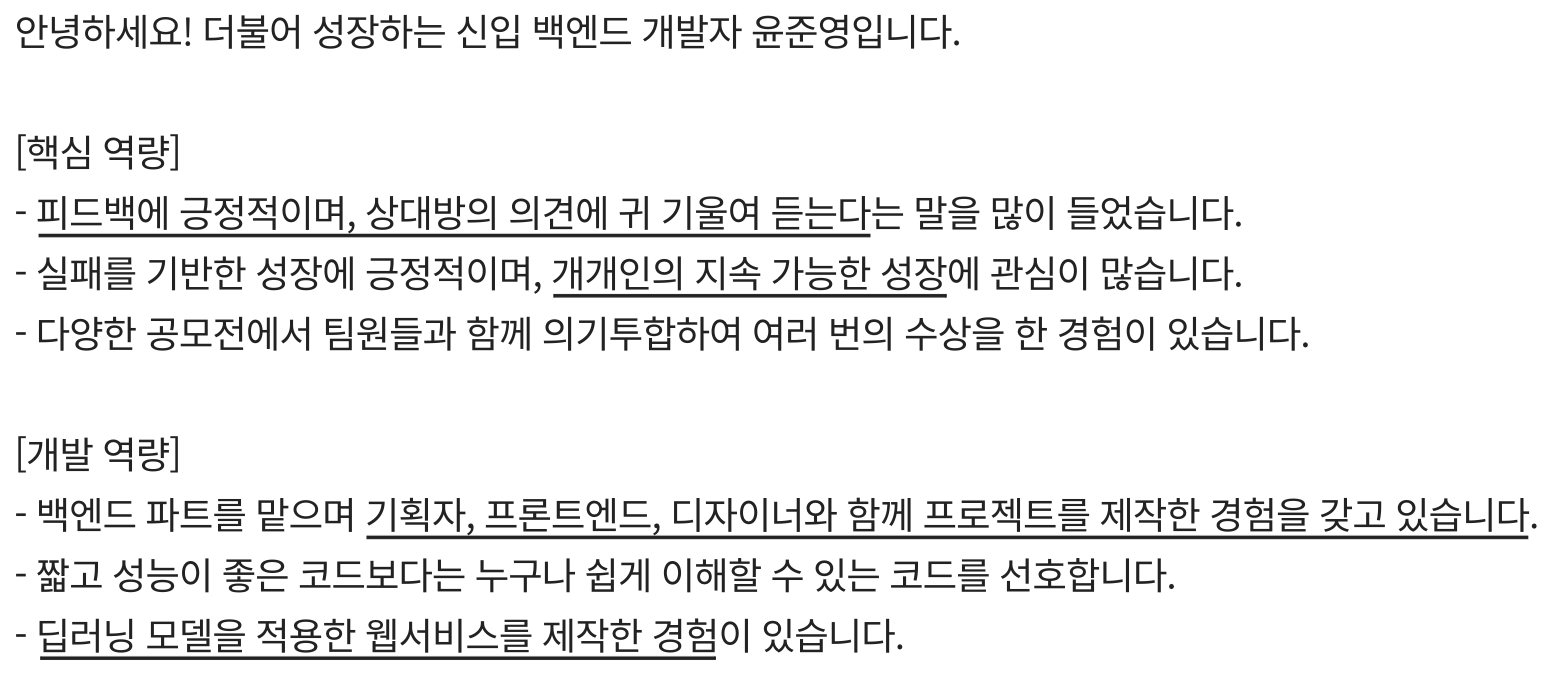 안녕하세요! 더불어 성장하는 신입 백엔드 개발자 윤준영입니다.
[핵심 역량]
- 피드백에 긍정적이며, 상대방의 의견에 귀 기울여 듣는다는 말을 많이 들었습니다.
- 실패를 기반한 성장에 긍정적이며, 개개인의 지속 가능한 성장에 관심이 많습니다.
- 다양한 공모전에서 팀원들과 함께 의기투합하여 여러 번의 수상을 한 경험이 있습니다.
[개발 역량]
- 백엔드 파트를 맡으며 기획자, 프론트엔드, 디자이너와 함께 프로젝트를 제작한 경험을 갖고 있습니다.
- 짧고 성능이 좋은 코드보다는 누구나 쉽게 이해할 수 있는 코드를 선호합니다.
- 딥러닝 모델을 적용한 웹서비스를 제작한 경험이 있습니다.